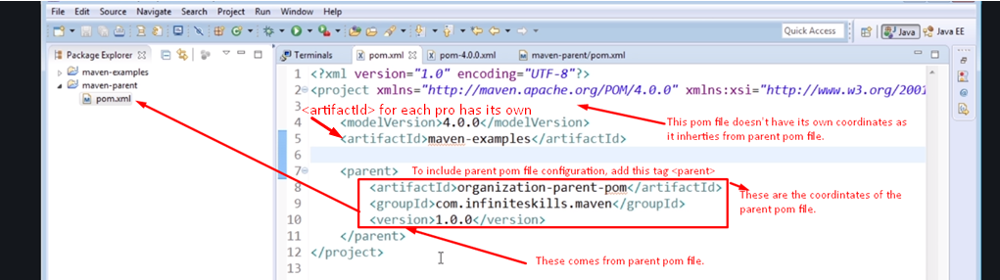 File Edit Source Navigate Search Project Run Window Help
Quick Access
Java
Java EE
Package Explorer
maven-examples
maven-parent
pom.xml
Terminals
pom.xml
pom-4.0.0.xml
maven-parent/pom.xml
1 <?xml version="1.0" encoding="UTF-8"?>
2 <project xmlns="http://maven.apache.org/POM/4.0.0" xmlns:xsi="http://www.w3.org/2001
<artifactId> for each pro has its own
4 <modelVersion>4.0.0</modelVersion>
5 <artifactId>maven-examples</artifactId>
6
7 <parent>
8 <artifactId>organization-parent-pom</artifactId>
9 <groupId>com.infiniteskills.maven</groupId>
10 <version>1.0.0</version>
11 </parent>
12 </project>
13
This pom file doesn't have its own coordinates as
it inherties from parent pom file.
To include parent pom file configuration, add this tag <parent>
These are the coordintates of the
parent pom file.
These comes from parent pom file.